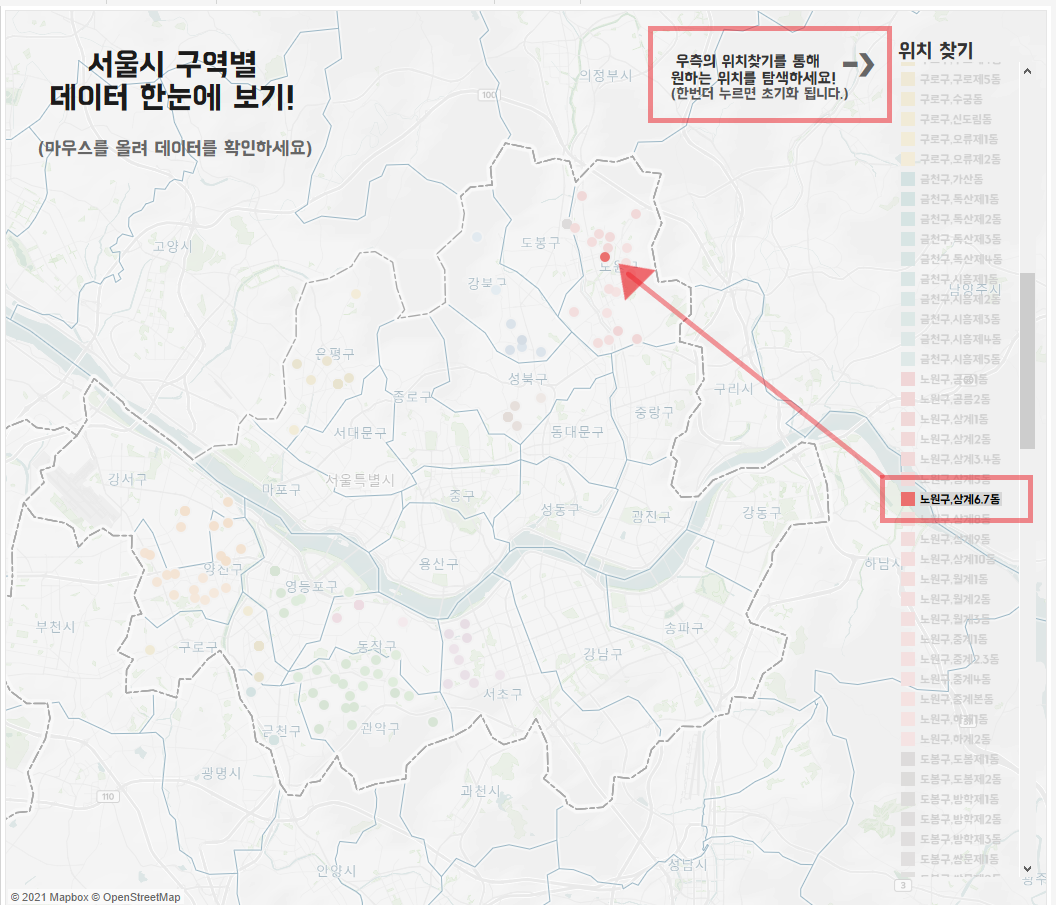 서울시 구역별
데이터 한눈에 보기!
(마우스를 올려 데이터를 확인하세요)
우측의 위치찾기를 통해
원하는 위치를 탐색하세요!
(한번더 누르면 초기화 됩니다.)
위치 찾기
구로구,구로제5동
구로구,수궁동
구로구,신도림동
구로구,오류제1동
구로구,오류제2동
금천구,가산동
금천구,독산제1동
금천구,독산제2동
금천구,독산제3동
금천구,독산제4동
금천구,시흥제1동
금천구,시흥제2동
금천구,시흥제3동
금천구,시흥제4동
금천구,시흥제5동
노원구,공릉1동
노원구,공릉2동
노원구,상계1동
노원구,상계2동
노원구,상계3.4동
노원구,상계5동
노원구,상계6.7동
노원구,상계8동
노원구,상계9동
노원구,상계10동
노원구,월계1동
노원구,월계2동
노원구,월계3동
노원구,중계1동
노원구,중계2.3동
노원구,중계4동
노원구,중계본동
노원구,하계1동
노원구,하계2동
도봉구,도봉제1동
도봉구,도봉제2동
도봉구,방학제1동
도봉구,방학제2동
도봉구,방학제3동
도봉구,쌍문제1동
의정부시
100
고양시
도봉구
노원구
강북구
남양주시
은평구
성북구
종로구
구리시
중랑구
서대문구
동대문구
강서구
서울특별시
마포구
중구
성동구
광진구
강동구
용산구
하남시
양천구
영등포구
부천시
구로구
동작구
송파구
강남구
서초구
금천구
관악구
광명시
110
과천시
안양시
성남시
3
광주
© 2021 Mapbox © OpenStreetMap